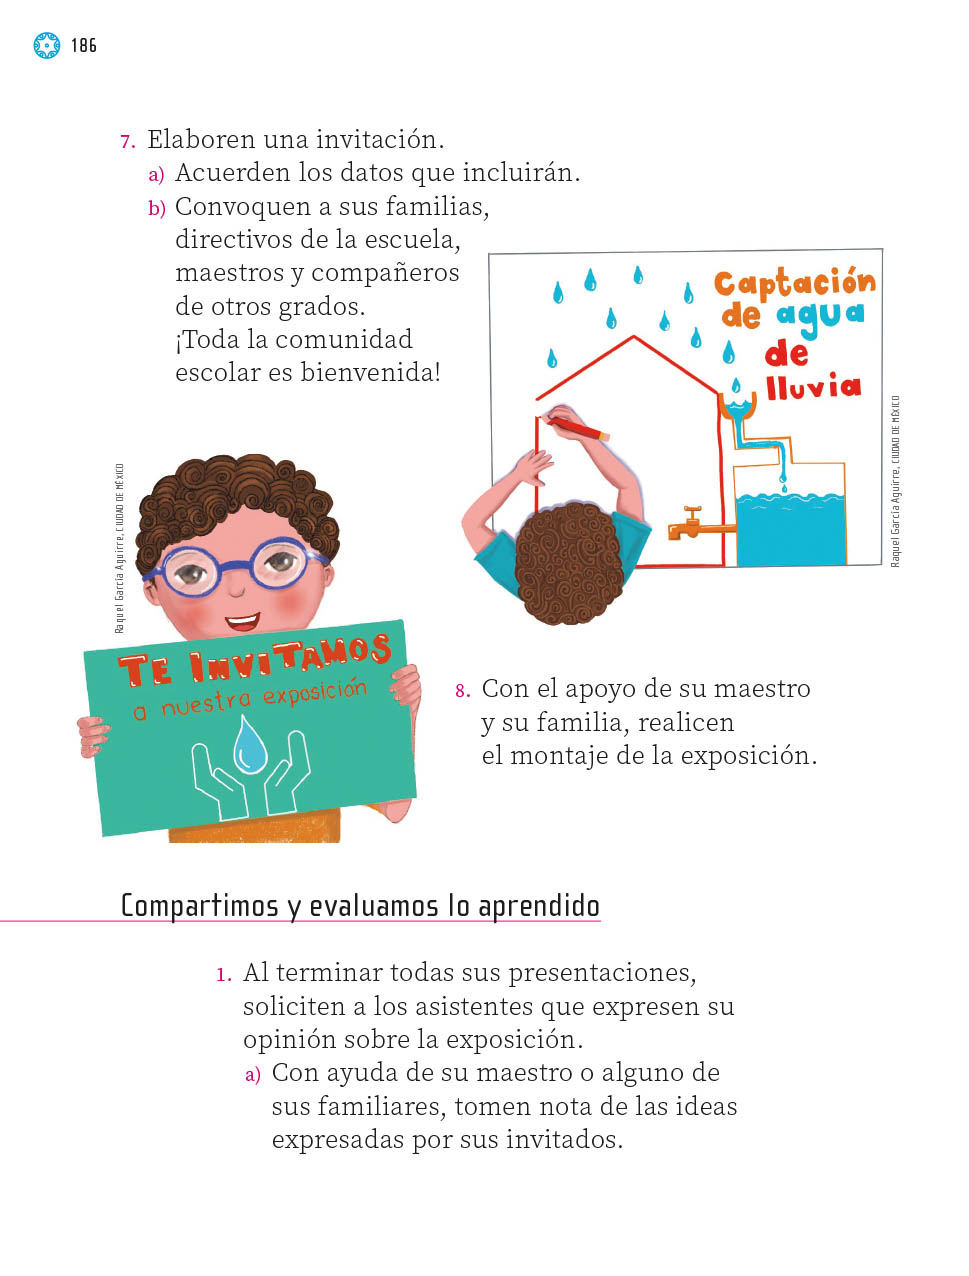 186
7. Elaboren una invitación.
a) Acuerden los datos que incluirán.
b) Convoquen a sus familias,
directivos de la escuela,
maestros y compañeros
de otros grados.
¡Toda la comunidad
escolar es bienvenida!
Captación
de agua
de
lluvia
Raquel García Aguirre, CIUDAD DE MÉXICO
Raquel García Aguirre, CIUDAD DE MÉXICO
TE INVITAMOS
a nuestra exposición
8. Con el apoyo de su maestro
y su familia, realicen
el montaje de la exposición.
Compartimos y evaluamos lo aprendido
1. Al terminar todas sus presentaciones,
soliciten a los asistentes que expresen su
opinión sobre la exposición.
a) Con ayuda de su maestro o alguno de
sus familiares, tomen nota de las ideas
expresadas por sus invitados.